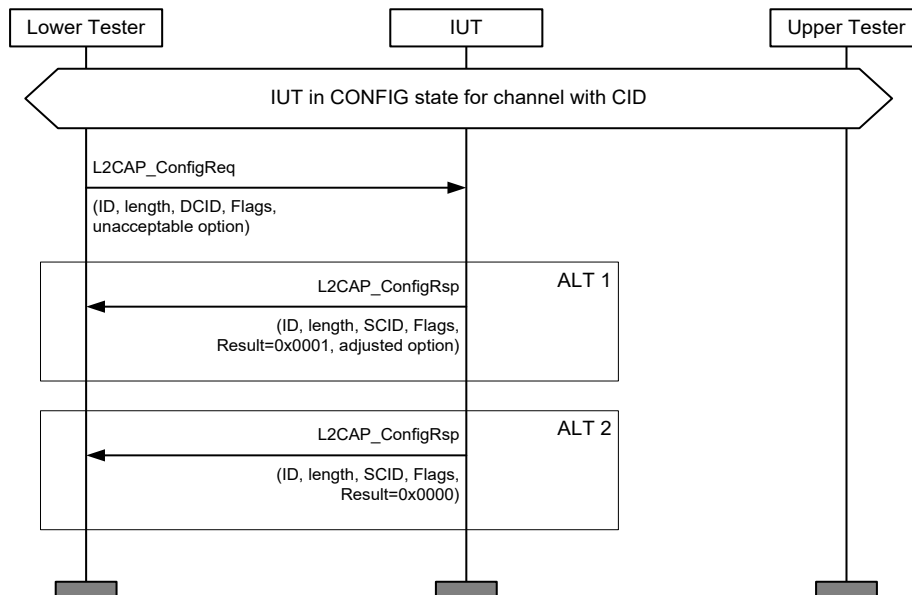 Lower Tester
IUT
Upper Tester
IUT in CONFIG state for channel with CID
L2CAP_ConfigReq
(ID, length, DCID, Flags,
unacceptable option)
ALT 1
L2CAP_ConfigRsp
(ID, length, SCID, Flags,
Result=0x0001, adjusted option)
ALT 2
L2CAP_ConfigRsp
(ID, length, SCID, Flags,
Result=0x0000)